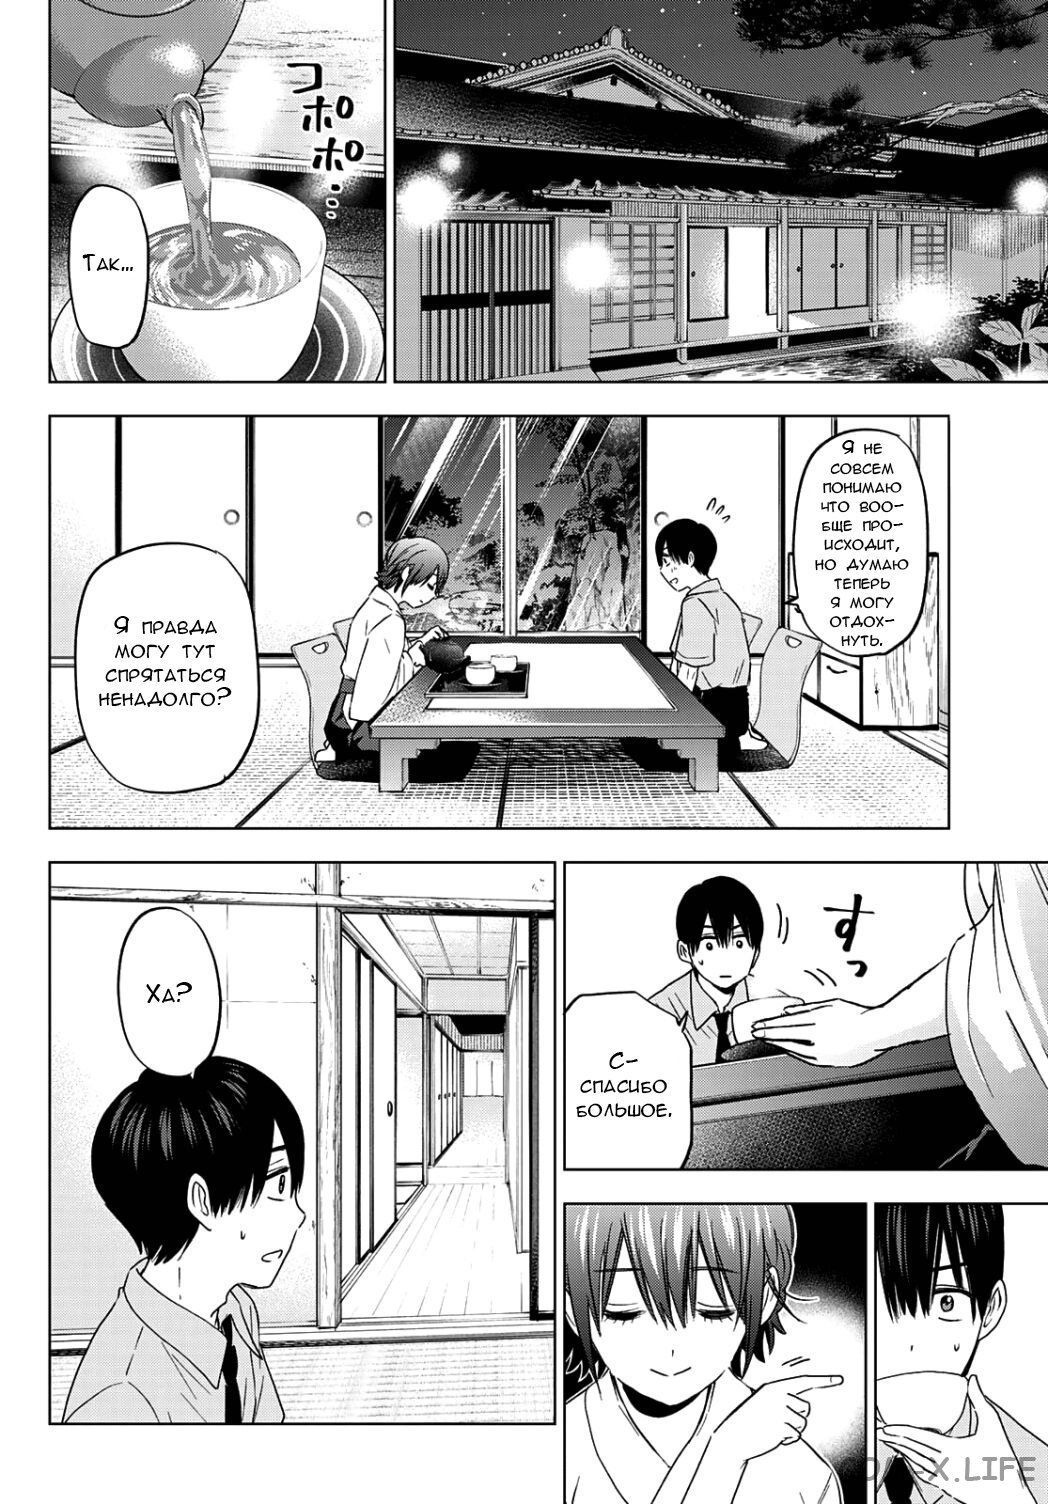 コポポ…
Так...
Я не
совсем
понимаю
что воо-
бще про-
исходит,
но думаю
теперь
я могу
отдох-
нуть.
Я правда
могу тут
спрятаться
ненадолго?
すっ
С-
спасибо
большое.
Ха?
X.LIFE